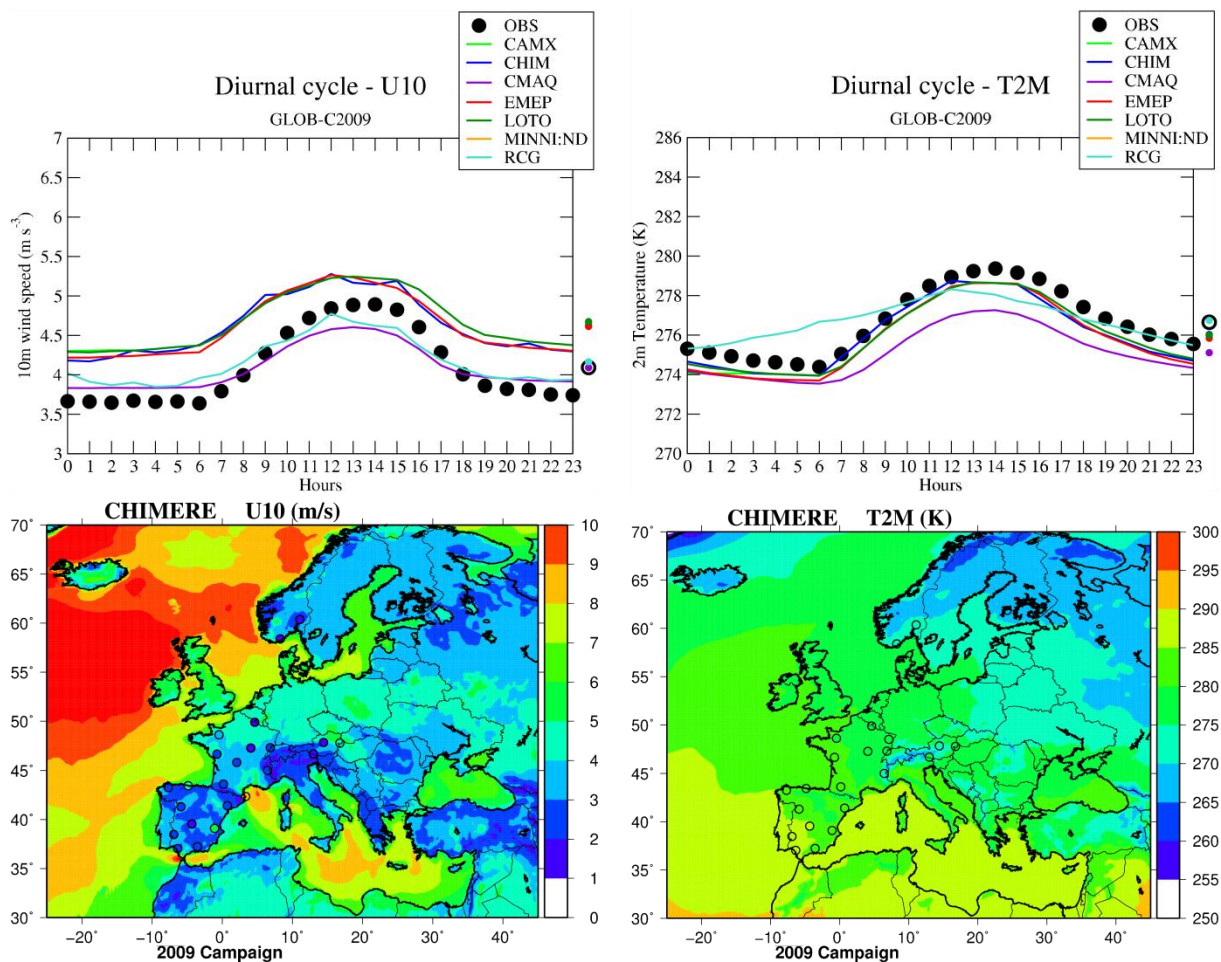 OBS
CAMX
CHIM
CMAQ
EMEP
LOTO
MINNI:ND
RCG
Diurnal cycle - U10
GLOB-C2009
10m wind speed (m s-3)
7
6.5
6
5.5
5
4.5
4
3.5
3
0 1 2 3 4 5 6 7 8 9 10 11 12 13 14 15 16 17 18 19 20 21 22 23
Hours
OBS
CAMX
CHIM
CMAQ
EMEP
LOTO
MINNI:ND
RCG
Diurnal cycle - T2M
GLOB-C2009
2m Temperature (K)
286
284
282
280
278
276
274
272
270
0 1 2 3 4 5 6 7 8 9 10 11 12 13 14 15 16 17 18 19 20 21 22 23
Hours
CHIMERE U10 (m/s)
70°
65°
60°
55°
50°
45°
40°
35°
30°
−20° −10° 0° 10° 20° 30° 40°
2009 Campaign
10
9
8
7
6
5
4
3
2
1
0
CHIMERE T2M (K)
70°
65°
60°
55°
50°
45°
40°
35°
30°
−20° −10° 0° 10° 20° 30° 40°
2009 Campaign
300
295
290
285
280
275
270
265
260
255
250